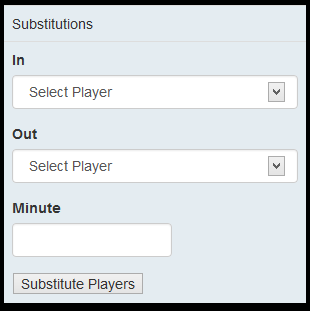 Substitutions
In
Select Player
Out
Select Player
Minute
Substitute Players